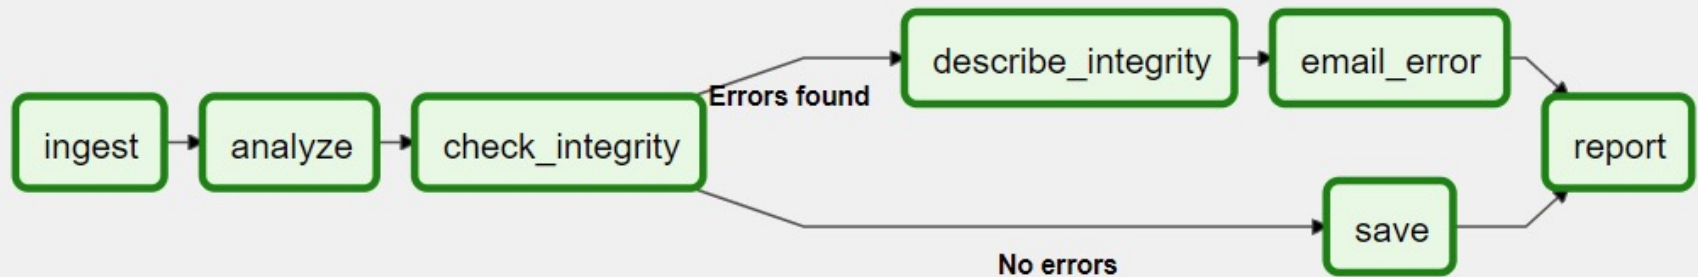 ingest
analyze
check_integrity
Errors found
describe_integrity
email_error
No errors
save
report